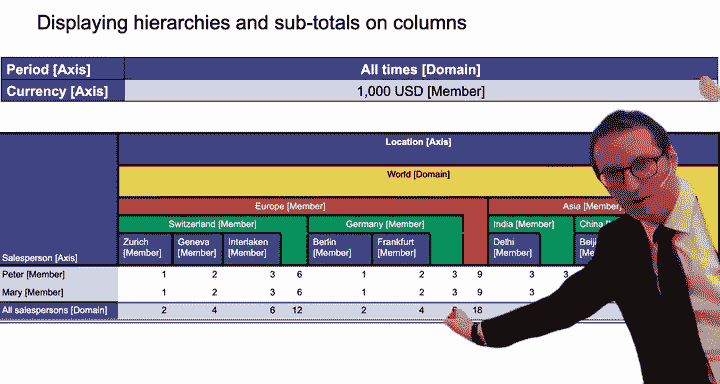 Displaying hierarchies and sub-totals on columns
Period [Axis] All times [Domain]
Currency [Axis] 1,000 USD [Member]
Location [Axis]
World [Domain]
Europe [Member] Asia [Member]
Switzerland [Member] Germany [Member] India [Member] China
Zurich Geneva Interlaken Berlin Frankfurt Delhi
Salesperson [Axis] [Member] [Member] [Member] [Member] [Member] [Member] [Member]
Peter [Member] 1 2 3 6 1 2 3 9 3 3
Mary [Member] 1 2 3 6 1 2 3 9 3
All salespersons [Domain] 2 4 6 12 2 4 18